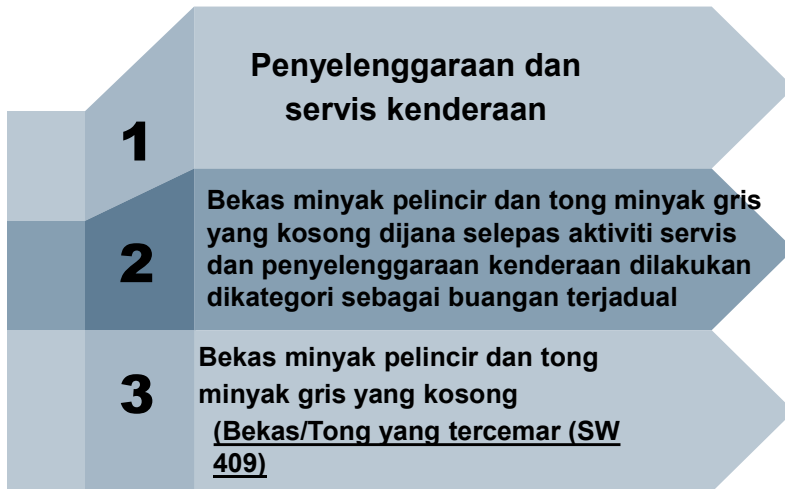 1
Penyelenggaraan dan
servis kenderaan
2
Bekas minyak pelincir dan tong minyak gris
yang kosong dijana selepas aktiviti servis
dan penyelenggaraan kenderaan dilakukan
dikategori sebagai buangan terjadual
3
Bekas minyak pelincir dan tong
minyak gris yang kosong
(Bekas/Tong yang tercemar (SW
409)